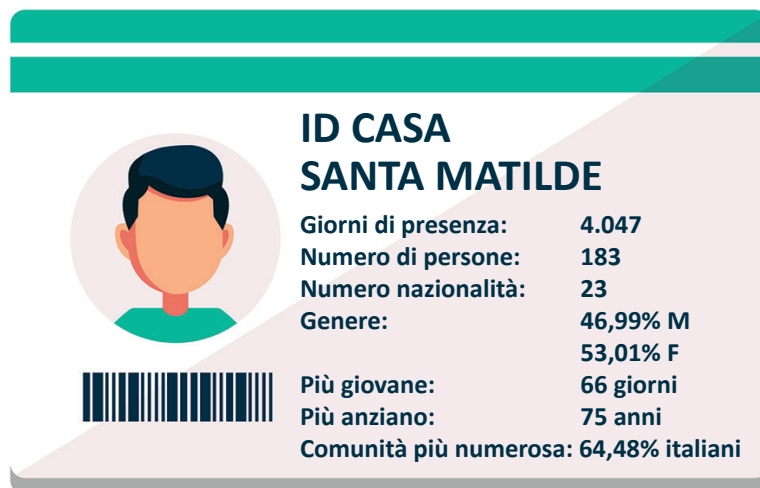 ID CASA
SANTA MATILDE
Giorni di presenza: 4.047
Numero di persone: 183
Numero nazionalità: 23
Genere: 46,99% M
53,01% F
Più giovane: 66 giorni
Più anziano: 75 anni
Comunità più numerosa: 64,48% italiani